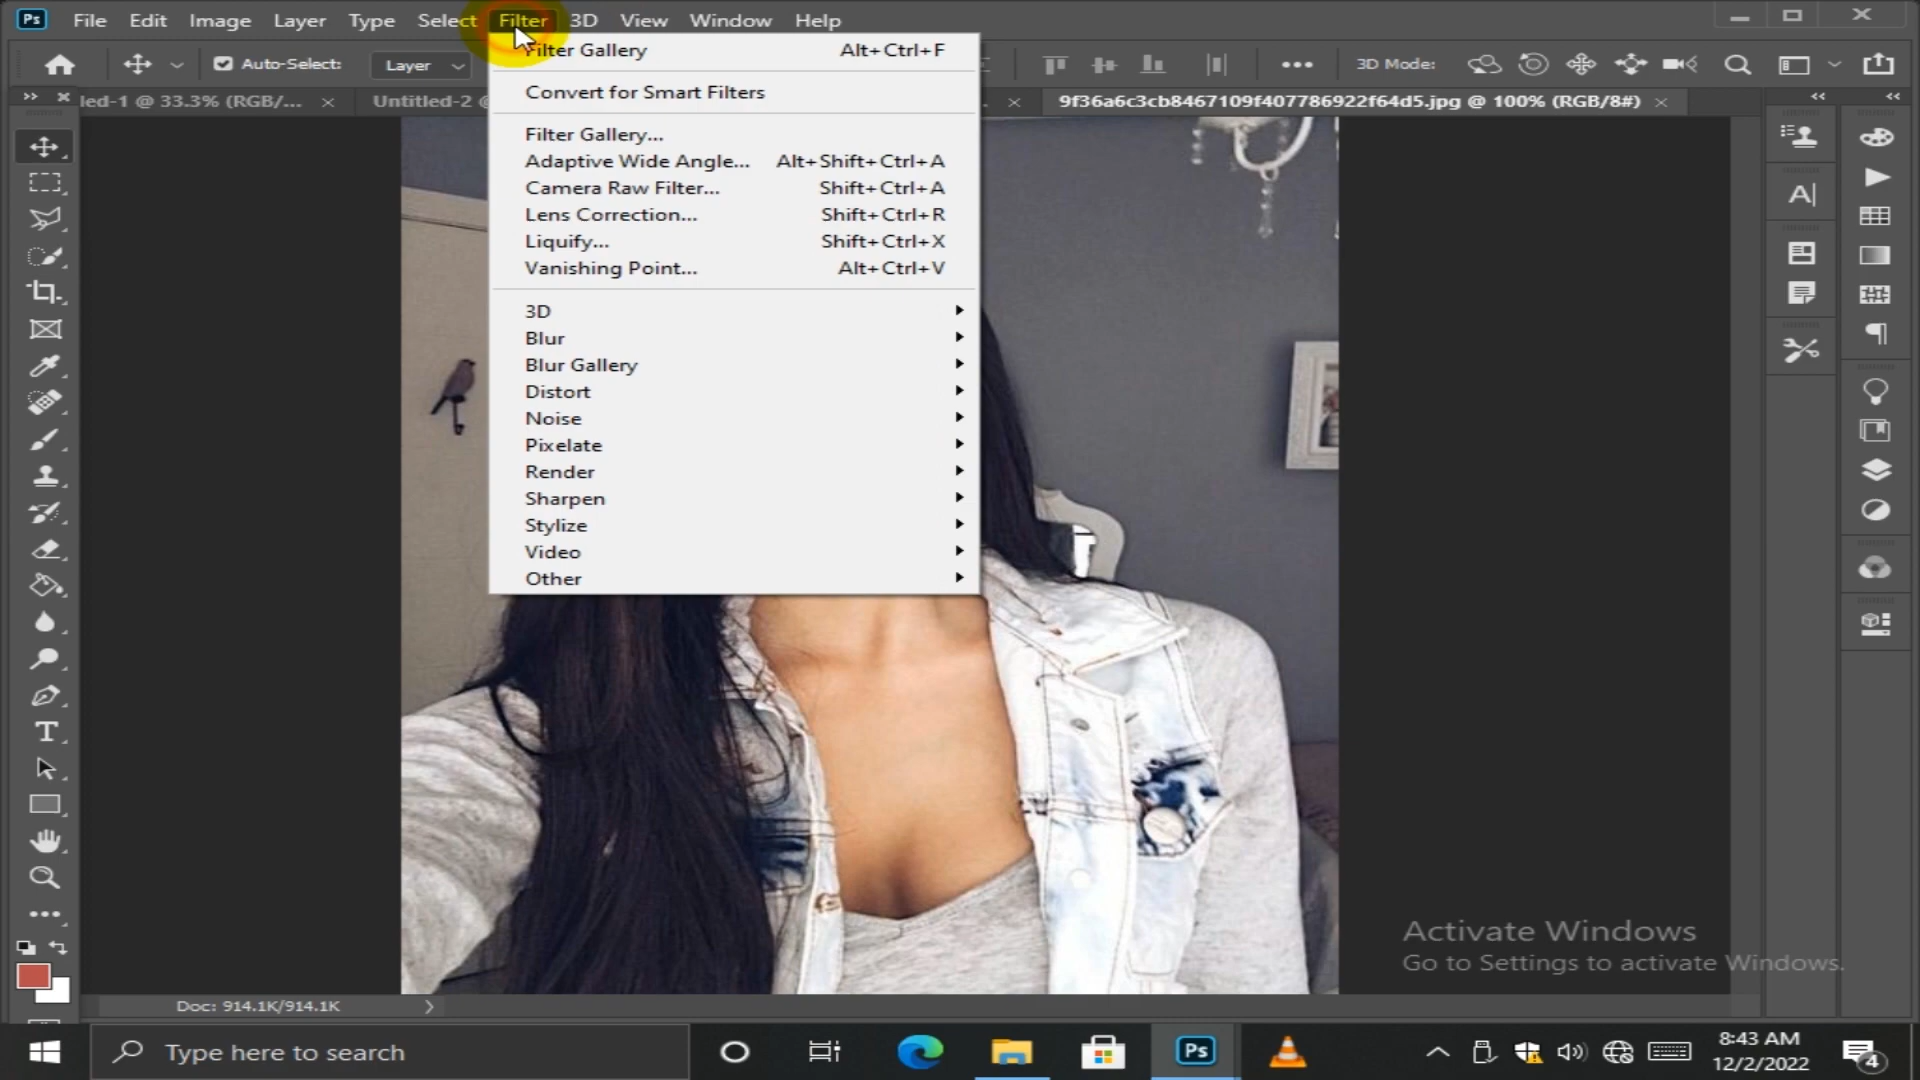 Ps File Edit Image Layer Type Select Filter 3D View Window Help
Auto-Select: Layer 3D Mode:
led-1 @ 33.3% (RGB/... × Untitled-2 × 9f36a6c3cb8467109f407786922f64d5.jpg @ 100% (RGB/8#) ×
Filter Gallery Alt+Ctrl+F
Convert for Smart Filters
Filter Gallery...
Adaptive Wide Angle... Alt+Shift+Ctrl+A
Camera Raw Filter... Shift+Ctrl+A
Lens Correction... Shift+Ctrl+R
Liquify... Shift+Ctrl+X
Vanishing Point... Alt+Ctrl+V
3D
Blur
Blur Gallery
Distort
Noise
Pixelate
Render
Sharpen
Stylize
Video
Other
Activate Windows
Go to Settings to activate Windows.
Doc: 914.1K/914.1K
Type here to search
Ps
8:43 AM
12/2/2022
4